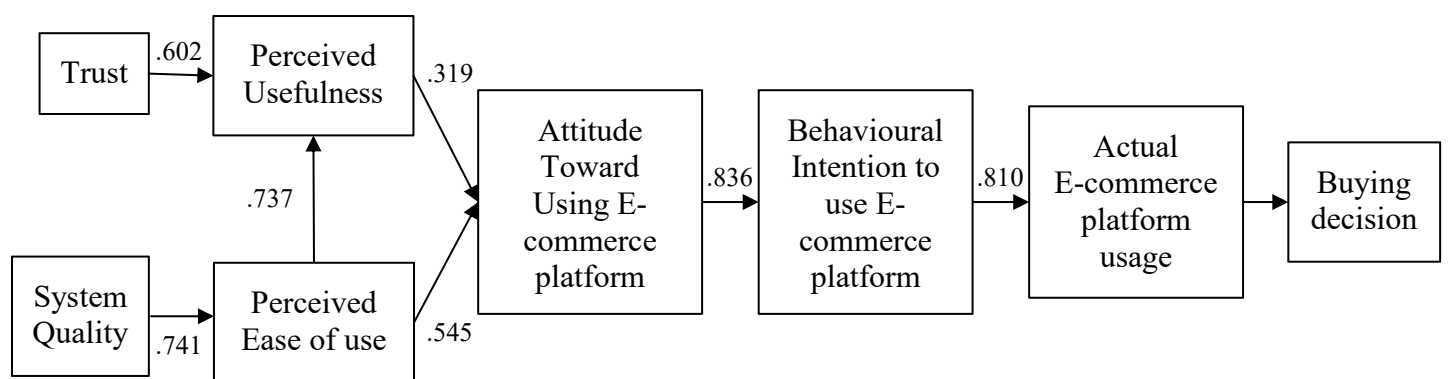 Trust
.602
Perceived
Usefulness
.319
.737
System
Quality
.741
Perceived
Ease of use
.545
Attitude
Toward
Using E-
commerce
platform
.836
Behavioural
Intention to
use E-
commerce
platform
.810
Actual
E-commerce
platform
usage
Buying
decision